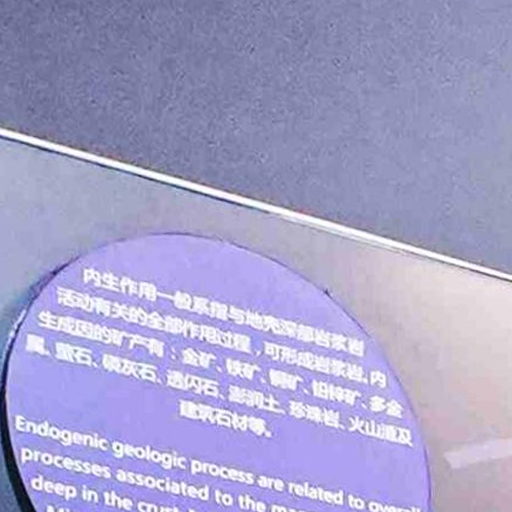 内生作用一般系指与地壳深部岩浆岩
活动有关的全部作用过程，可形成岩浆岩。内
生成因的矿产有：金矿、铁矿、铜矿、铅锌矿、多金
属、萤石、磷灰石、透闪石、膨润土、珍珠岩、火山渣及
建筑石材等。
Endogenic geologic process are related to overall
processes associated to the
deep in the crust